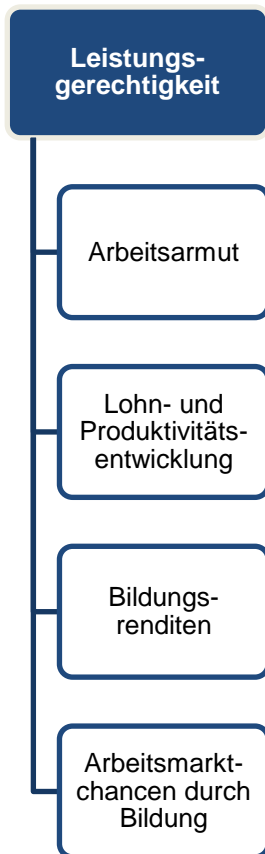 Leistungs-
gerechtigkeit
Arbeitsarmut
Lohn- und
Produktivitäts-
entwicklung
Bildungs-
renditen
Arbeitsmarkt-
chancen durch
Bildung